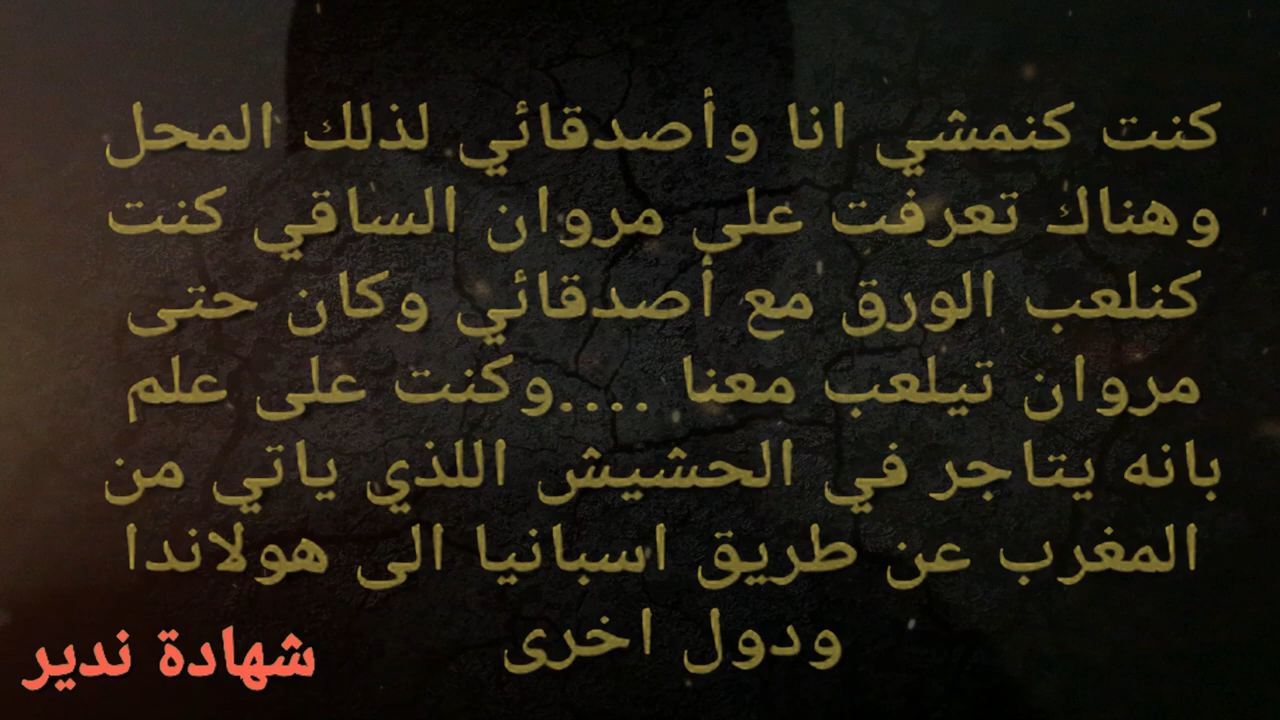 كنت كنمشي انا وأصدقائي لذلك المحل
وهناك تعرفت على مروان الساقي كنت
كنلعب الورق مع أصدقائي وكان حتى
مروان تيلعب معنا ....وكنت على علم
بانه يتاجر في الحشيش اللذي ياتي من
المغرب عن طريق اسبانيا الى هولاندا
ودول اخرى
شهادة ندير